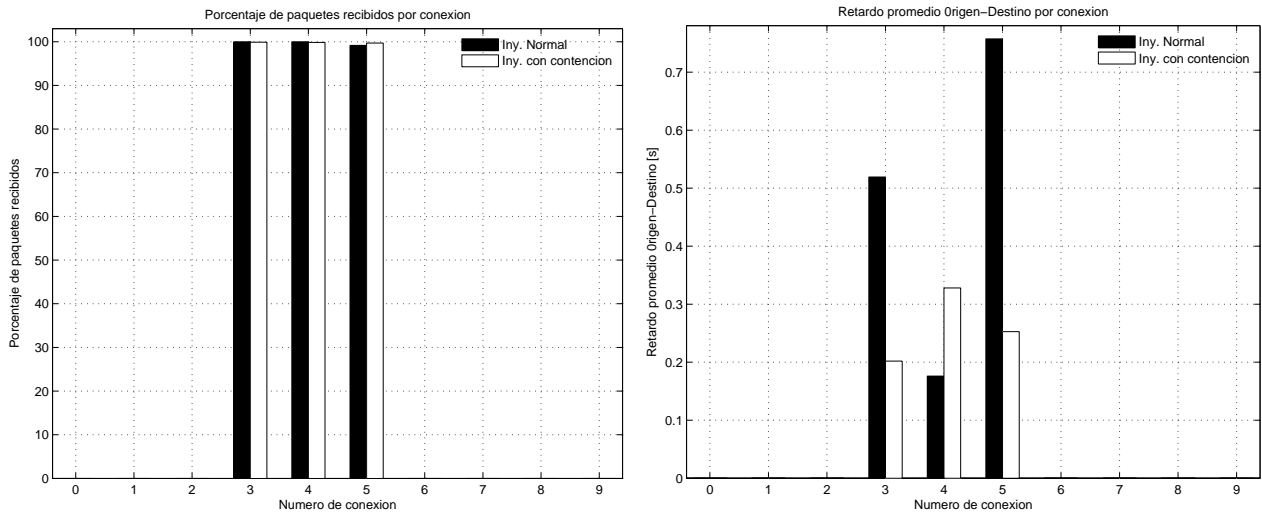 Porcentaje de paquetes recibidos por conexion
Iny. Normal
Iny. con contencion
Porcentaje de paquetes recibidos
100
90
80
70
60
50
40
30
20
10
0
0 1 2 3 4 5 6 7 8 9
Numero de conexion
Retardo promedio 0rigen−Destino por conexion
Iny. Normal
Iny. con contencion
Retardo promedio 0rigen−Destino [s]
0.7
0.6
0.5
0.4
0.3
0.2
0.1
0
0 1 2 3 4 5 6 7 8 9
Numero de conexion